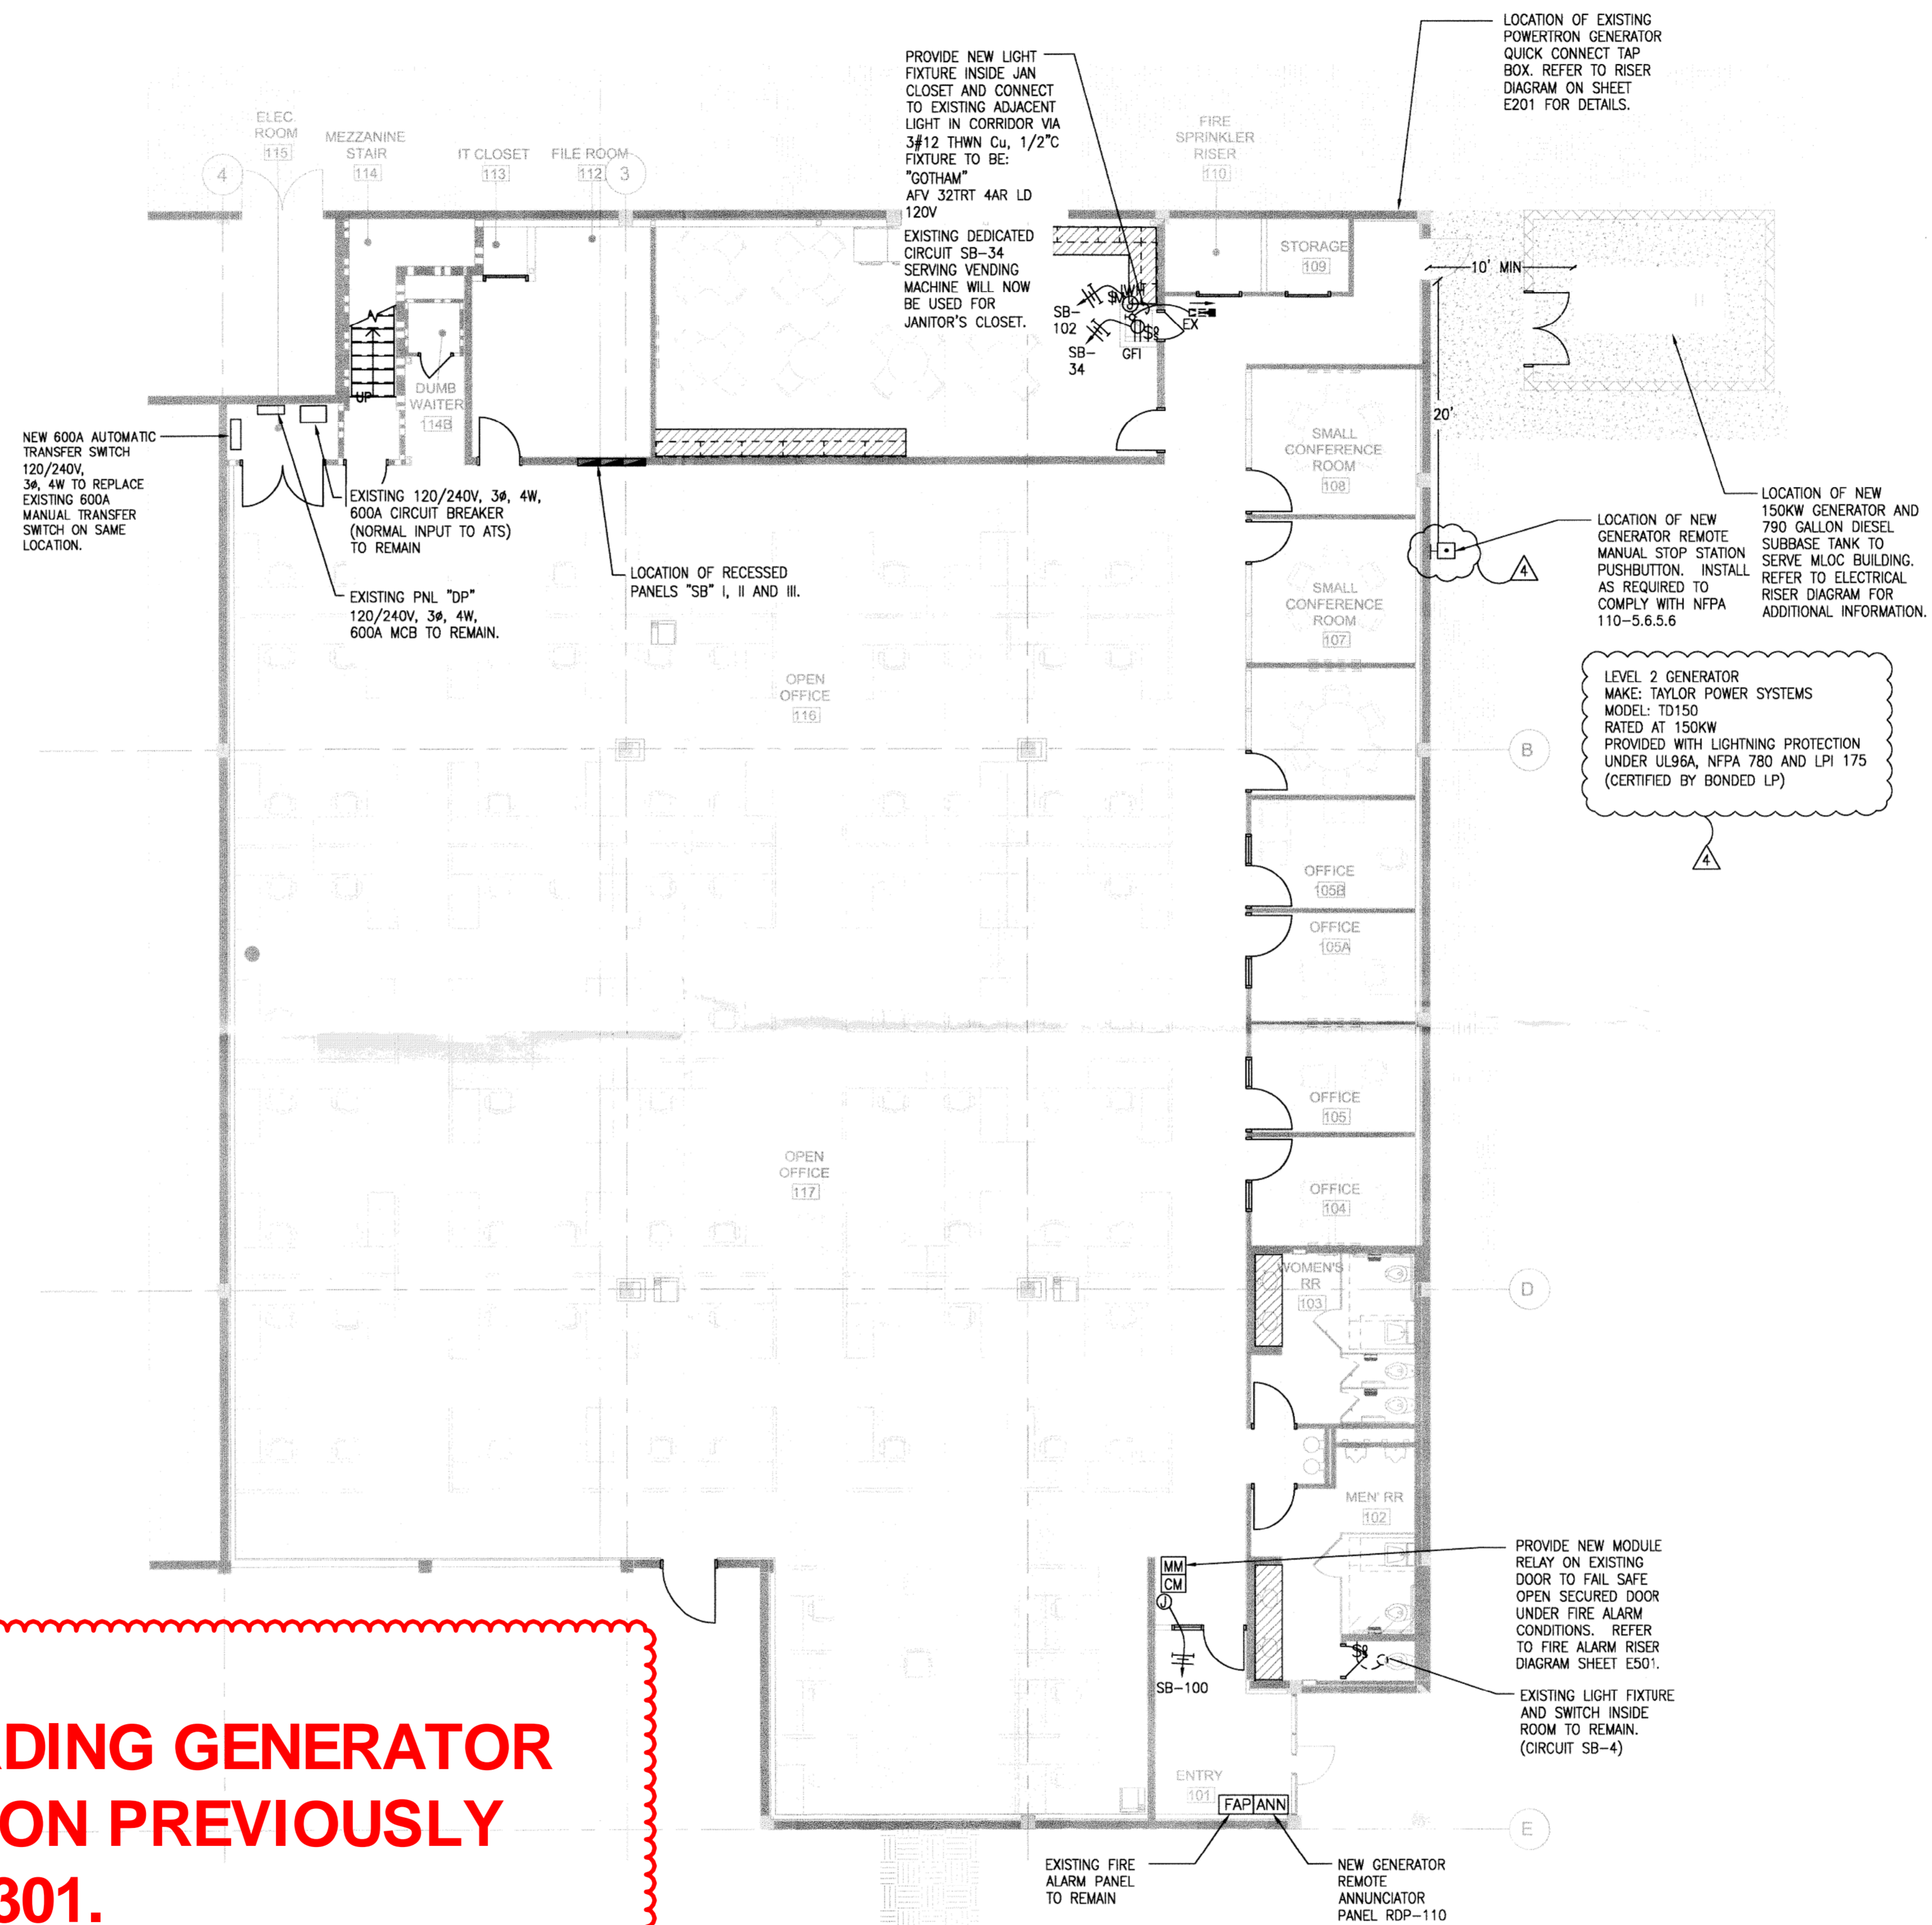 LOCATION OF EXISTING
POWERTRON GENERATOR
QUICK CONNECT TAP
BOX. REFER TO RISER
DIAGRAM ON SHEET
E201 FOR DETAILS.
PROVIDE NEW LIGHT
FIXTURE INSIDE JAN
CLOSET AND CONNECT
TO EXISTING ADJACENT
LIGHT IN CORRIDOR VIA
3#12 THWN Cu, 1/2"C
FIXTURE TO BE:
"GOTHAM"
AFV 32TRT 4AR LD
120V
EXISTING DEDICATED
CIRCUIT SB-34
SERVING VENDING
MACHINE WILL NOW
BE USED FOR
JANITOR'S CLOSET.
ELEC.
ROOM
115
MEZZANINE
STAIR
114
IT CLOSET
113
FILE ROOM
112
4
3
FIRE
SPRINKLER
RISER
110
STORAGE
109
10' MIN
20'
SB-
102
SB-
34
GFI
EX
UP
DUMB
WAITER
114B
NEW 600A AUTOMATIC
TRANSFER SWITCH
120/240V,
3ø, 4W TO REPLACE
EXISTING 600A
MANUAL TRANSFER
SWITCH ON SAME
LOCATION.
EXISTING 120/240V, 3ø, 4W,
600A CIRCUIT BREAKER
(NORMAL INPUT TO ATS)
TO REMAIN
EXISTING PNL "DP"
120/240V, 3ø, 4W,
600A MCB TO REMAIN.
LOCATION OF RECESSED
PANELS "SB" I, II AND III.
SMALL
CONFERENCE
ROOM
108
SMALL
CONFERENCE
ROOM
107
LOCATION OF NEW
GENERATOR REMOTE
MANUAL STOP STATION
PUSHBUTTON. INSTALL
AS REQUIRED TO
COMPLY WITH NFPA
110-5.6.5.6
4
LOCATION OF NEW
150KW GENERATOR AND
790 GALLON DIESEL
SUBBASE TANK TO
SERVE MLOC BUILDING.
REFER TO ELECTRICAL
RISER DIAGRAM FOR
ADDITIONAL INFORMATION.
LEVEL 2 GENERATOR
MAKE: TAYLOR POWER SYSTEMS
MODEL: TD150
RATED AT 150KW
PROVIDED WITH LIGHTNING PROTECTION
UNDER UL96A, NFPA 780 AND LPI 175
(CERTIFIED BY BONDED LP)
4
OPEN
OFFICE
116
B
OFFICE
105B
OFFICE
105A
OFFICE
105
OFFICE
104
OPEN
OFFICE
117
WOMEN'S
RR
103
D
MEN' RR
102
MM
CM
J
SB-100
PROVIDE NEW MODULE
RELAY ON EXISTING
DOOR TO FAIL SAFE
OPEN SECURED DOOR
UNDER FIRE ALARM
CONDITIONS. REFER
TO FIRE ALARM RISER
DIAGRAM SHEET E501.
EXISTING LIGHT FIXTURE
AND SWITCH INSIDE
ROOM TO REMAIN.
(CIRCUIT SB-4)
ENTRY
101
FAP ANN
E
EXISTING FIRE
ALARM PANEL
TO REMAIN
NEW GENERATOR
REMOTE
ANNUNCIATOR
PANEL RDP-110
DING GENERATOR
ON PREVIOUSLY
301.